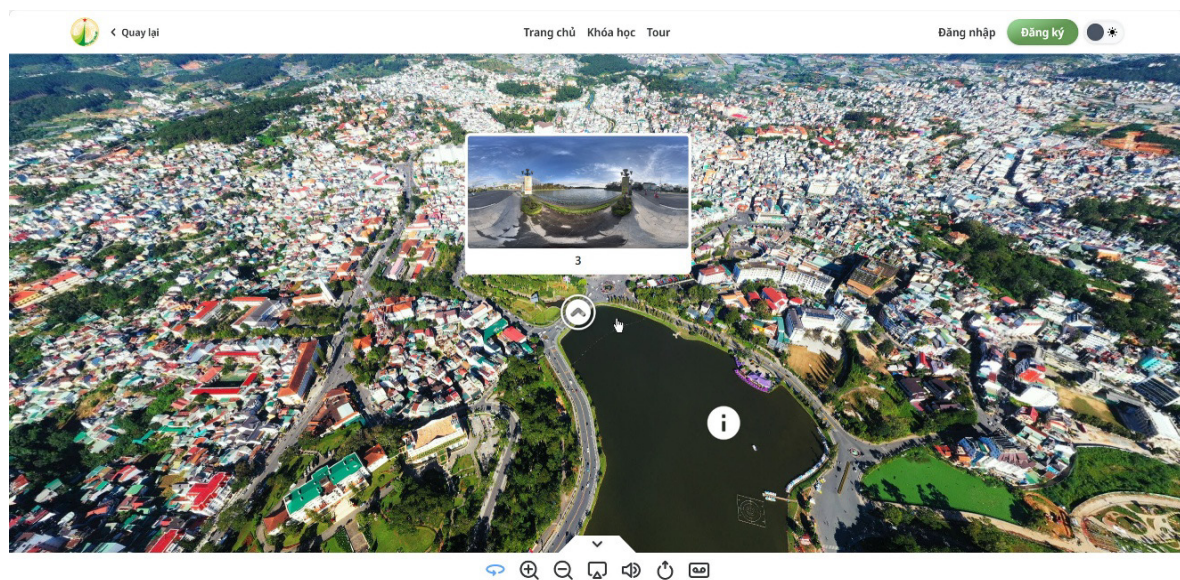 Quay lại
Trang chủ Khóa học Tour
Đăng nhập Đăng ký
3
i